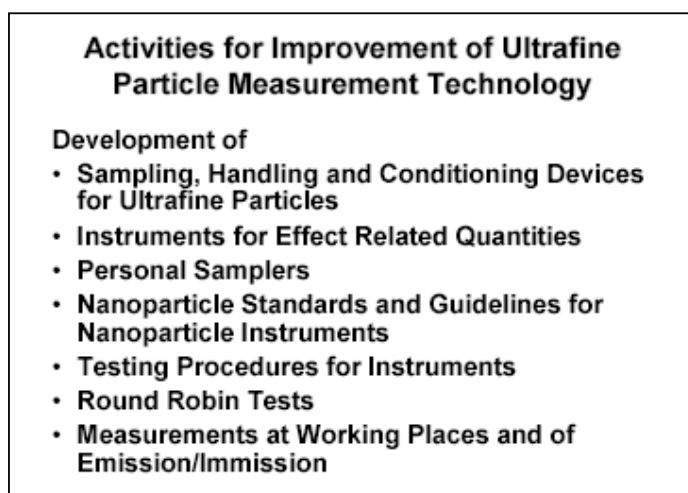 Activities for Improvement of Ultrafine
Particle Measurement Technology
Development of
• Sampling, Handling and Conditioning Devices
for Ultrafine Particles
• Instruments for Effect Related Quantities
• Personal Samplers
• Nanoparticle Standards and Guidelines for
Nanoparticle Instruments
• Testing Procedures for Instruments
• Round Robin Tests
• Measurements at Working Places and of
Emission/Immission